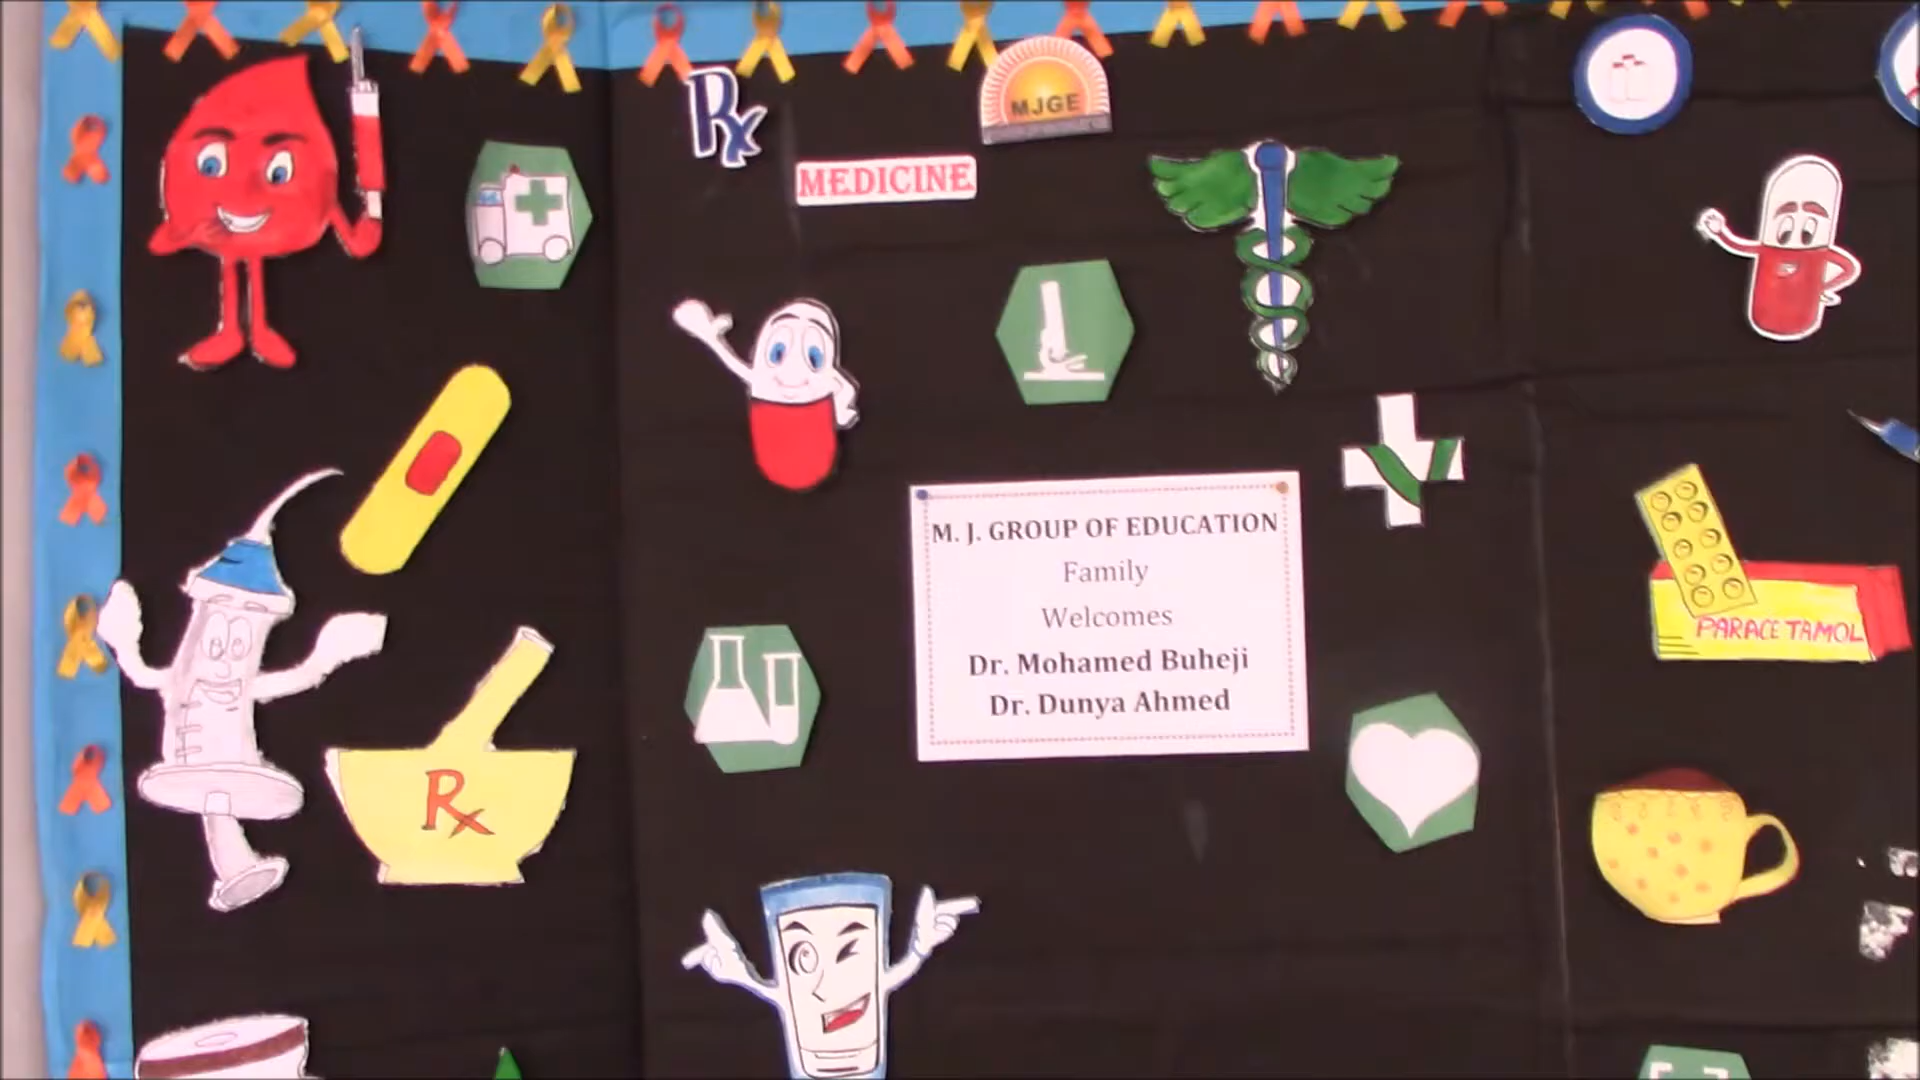 Rx
MJGE
MEDICINE
M. J. GROUP OF EDUCATION
Family
Welcomes
Dr. Mohamed Buheji
Dr. Dunya Ahmed
PARACETAMOL
Rx